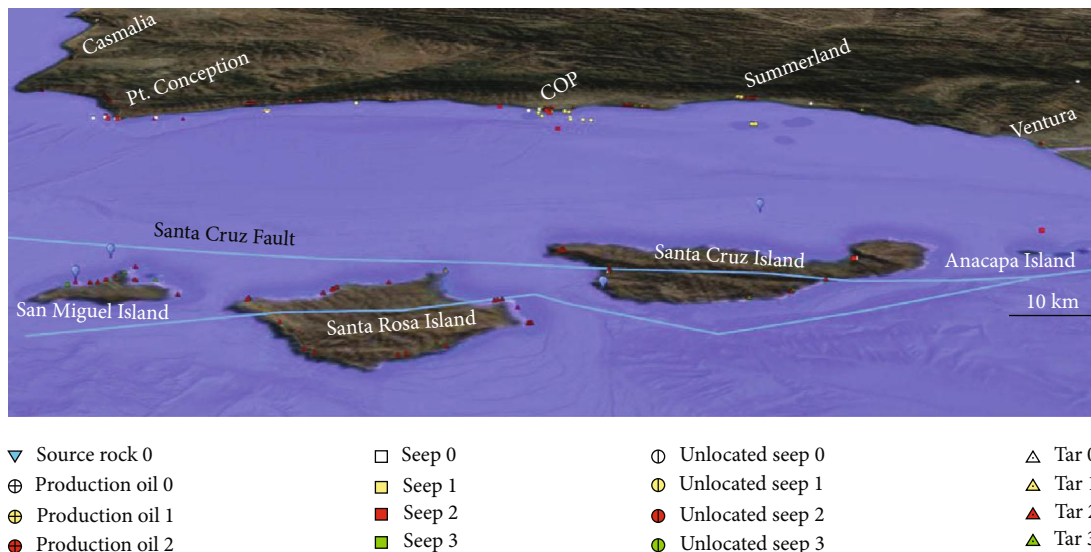 Casmalia
Pt. Conception
COP
Summerland
Ventura
Santa Cruz Fault
Santa Cruz Island
Anacapa Island
San Miguel Island
Santa Rosa Island
10 km
Source rock 0
Production oil 0
Production oil 1
Production oil 2
Seep 0
Seep 1
Seep 2
Seep 3
Unlocated seep 0
Unlocated seep 1
Unlocated seep 2
Unlocated seep 3
Tar 0
Tar 1
Tar 2
Tar 3